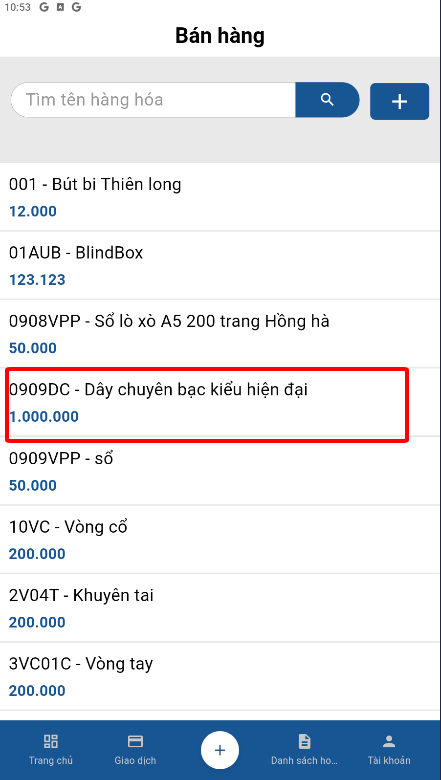 10:53
Bán hàng
Tìm tên hàng hóa
001 - Bút bi Thiên long
12.000
01AUB - BlindBox
123.123
0908VPP - Sổ lò xò A5 200 trang Hồng hà
50.000
0909DC - Dây chuyên bạc kiểu hiện đại
1.000.000
0909VPP - sổ
50.000
10VC - Vòng cổ
200.000
2V04T - Khuyên tai
200.000
3VC01C - Vòng tay
200.000
Trang chủ Giao dịch Danh sách ho... Tài khoản